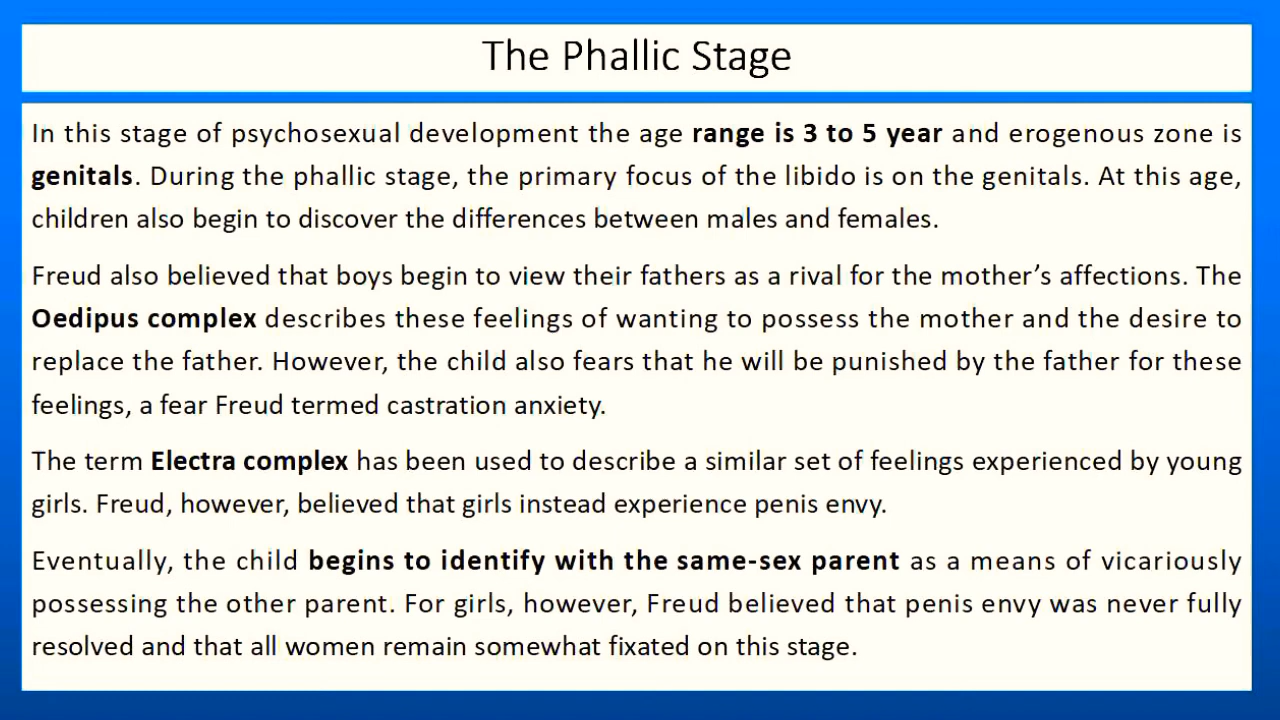 The Phallic Stage
In this stage of psychosexual development the age range is 3 to 5 year and erogenous zone is
genitals. During the phallic stage, the primary focus of the libido is on the genitals. At this age,
children also begin to discover the differences between males and females.
Freud also believed that boys begin to view their fathers as a rival for the mother’s affections. The
Oedipus complex describes these feelings of wanting to possess the mother and the desire to
replace the father. However, the child also fears that he will be punished by the father for these
feelings, a fear Freud termed castration anxiety.
The term Electra complex has been used to describe a similar set of feelings experienced by young
girls. Freud, however, believed that girls instead experience penis envy.
Eventually, the child begins to identify with the same-sex parent as a means of vicariously
possessing the other parent. For girls, however, Freud believed that penis envy was never fully
resolved and that all women remain somewhat fixated on this stage.